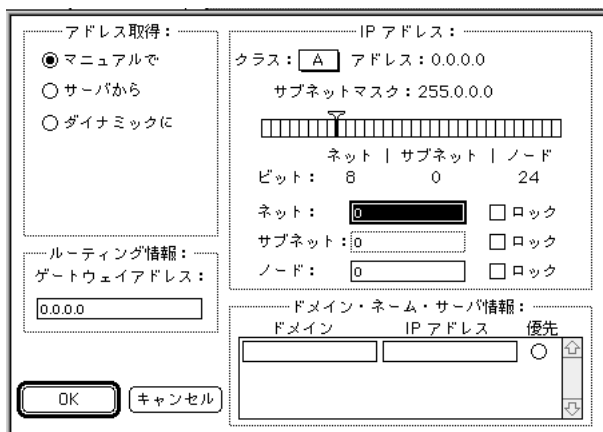 アドレス取得：
マニュアルで
サーバから
ダイナミックに
ルーティング情報：
ゲートウェイアドレス：
0.0.0.0
OK
キャンセル
IP アドレス：
クラス： A アドレス：0.0.0.0
サブネットマスク：255.0.0.0
ネット | サブネット | ノード
ビット： 8 0 24
ネット： 0 ロック
サブネット：0 ロック
ノード： 0 ロック
ドメイン・ネーム・サーバ情報：
ドメイン IP アドレス 優先